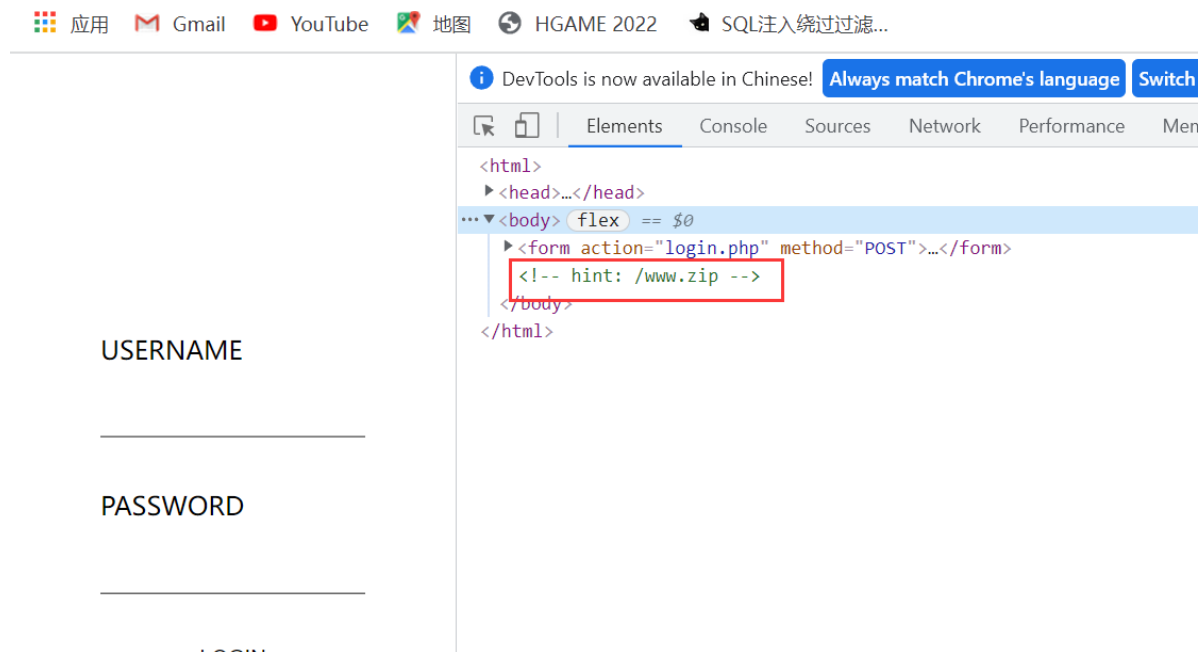 应用 Gmail YouTube 地图 HGAME 2022 SQL注入绕过过滤...
DevTools is now available in Chinese! Always match Chrome's language Switch
Elements Console Sources Network Performance Mem
<html>
<head>…</head>
<body> flex == $0
<form action="login.php" method="POST">…</form>
<!-- hint: /www.zip -->
</body>
</html>
USERNAME
PASSWORD
LOGIN